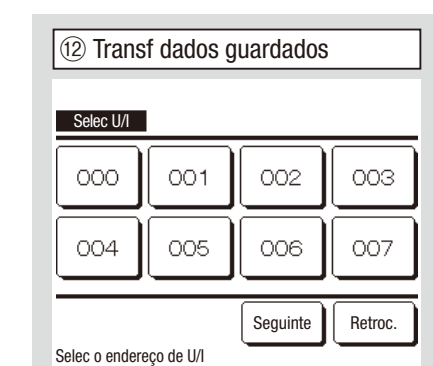 ⑫ Transf dados guardados
Selec U/I
000 001 002 003
004 005 006 007
Seguinte Retroc.
Selec o endereço de U/I